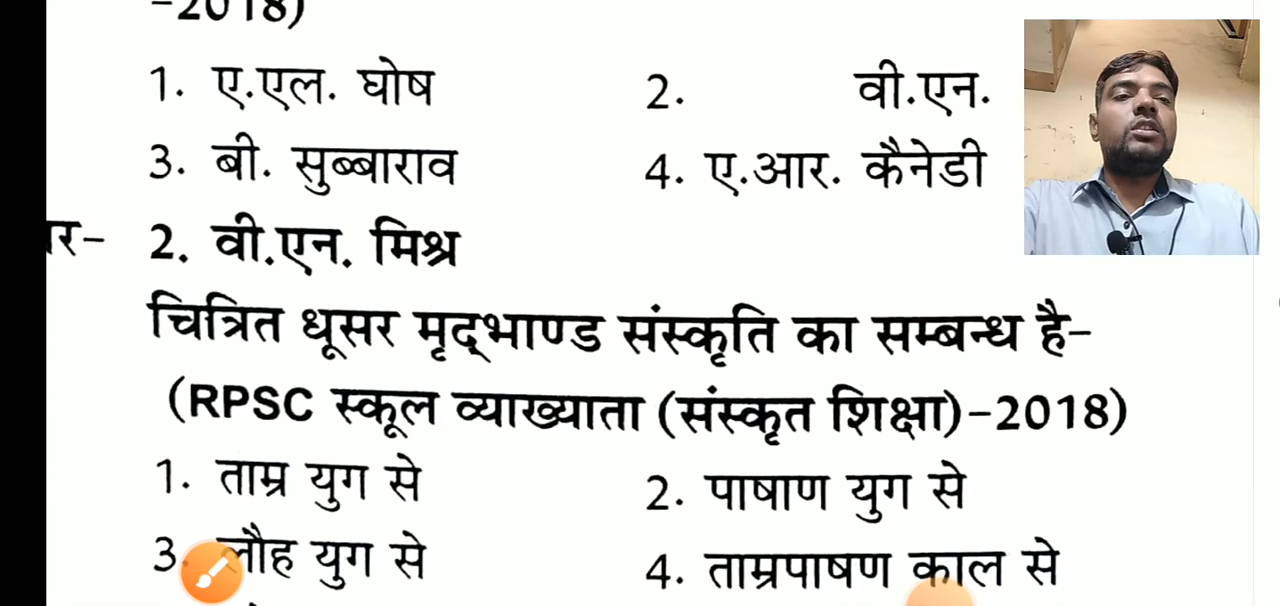 -2018)
1. ए.एल. घोष 2. वी.एन.
3. बी. सुब्बाराव 4. ए.आर. कैनेडी
र- 2. वी.एन. मिश्र
चित्रित धूसर मृद्‌भाण्ड संस्कृति का सम्बन्ध है-
(RPSC स्कूल व्याख्याता (संस्कृत शिक्षा)-2018)
1. ताम्र युग से 2. पाषाण युग से
3. लौह युग से 4. ताम्रपाषण काल से